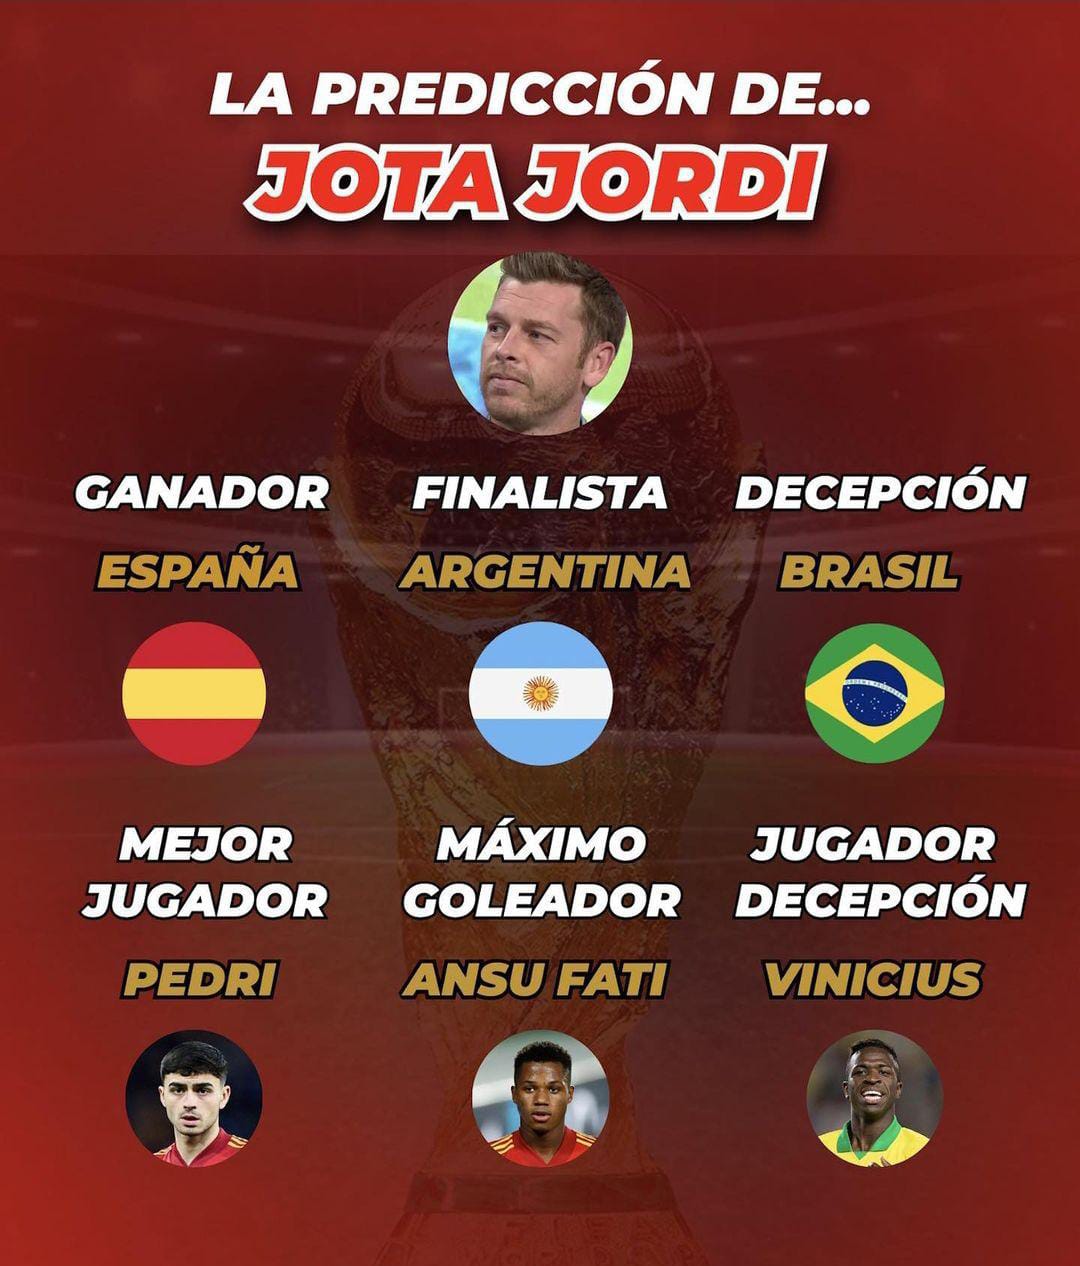 LA PREDICCIÓN DE...
JOTA JORDI
GANADOR
ESPAÑA
FINALISTA
ARGENTINA
DECEPCIÓN
BRASIL
MEJOR
JUGADOR
PEDRI
MÁXIMO
GOLEADOR
ANSU FATI
JUGADOR
DECEPCIÓN
VINICIUS